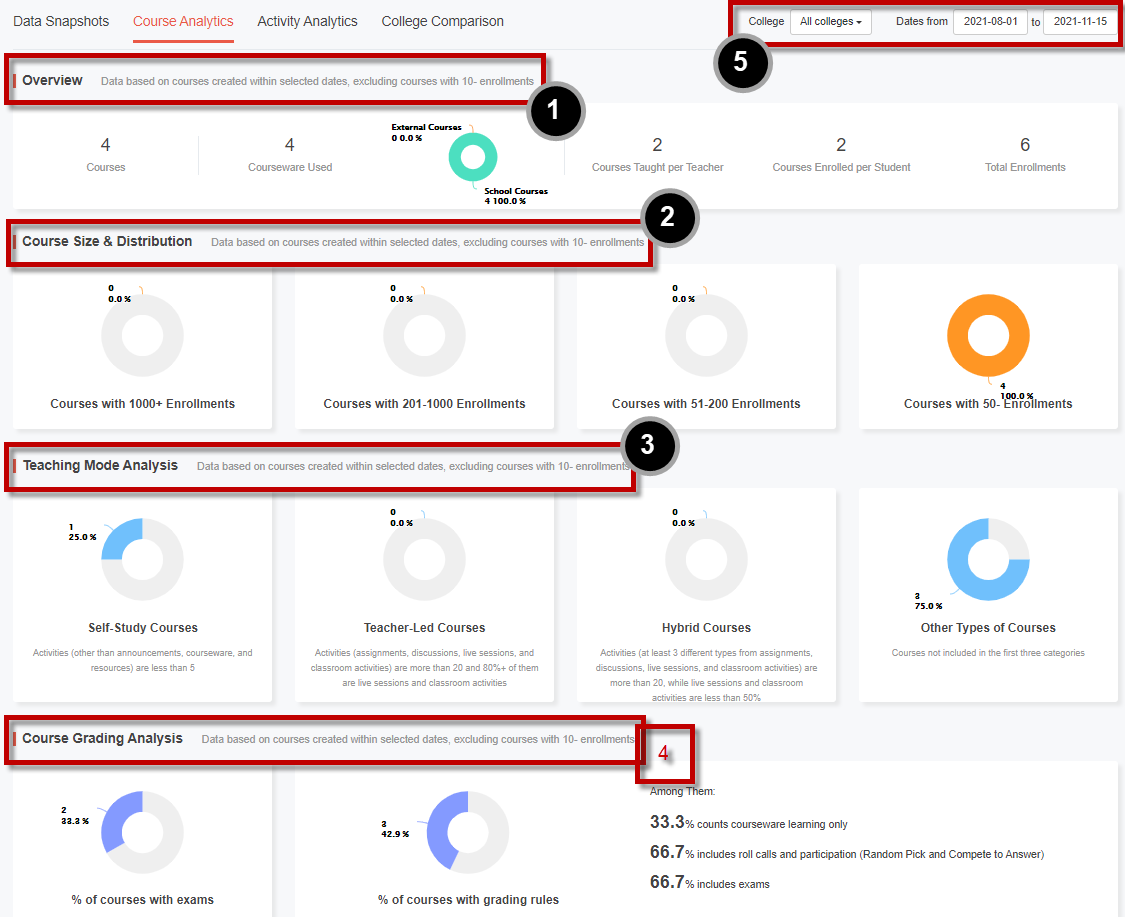 Data Snapshots Course Analytics Activity Analytics College Comparison
College All colleges Dates from 2021-08-01 to 2021-11-15
5
Overview Data based on courses created within selected dates, excluding courses with 10- enrollments
1
External Courses
0 0.0 %
4
Courses
4
Courseware Used
School Courses
4 100.0 %
2
Courses Taught per Teacher
2
Courses Enrolled per Student
6
Total Enrollments
2
Course Size & Distribution Data based on courses created within selected dates, excluding courses with 10- enrollments
0
0.0 %
Courses with 1000+ Enrollments
0
0.0 %
Courses with 201-1000 Enrollments
0
0.0 %
Courses with 51-200 Enrollments
4
100.0 %
Courses with 50- Enrollments
3
Teaching Mode Analysis Data based on courses created within selected dates, excluding courses with 10- enrollments
1
25.0 %
Self-Study Courses
Activities (other than announcements, courseware, and
resources) are less than 5
0
0.0 %
Teacher-Led Courses
Activities (assignments, discussions, live sessions, and
classroom activities) are more than 20 and 80%+ of them
are live sessions and classroom activities
0
0.0 %
Hybrid Courses
Activities (at least 3 different types from assignments,
discussions, live sessions, and classroom activities) are
more than 20, while live sessions and classroom
activities are less than 50%
3
75.0 %
Other Types of Courses
Courses not included in the first three categories
Course Grading Analysis Data based on courses created within selected dates, excluding courses with 10- enrollments
4
2
33.3 %
% of courses with exams
3
42.9 %
% of courses with grading rules
Among Them:
33.3% counts courseware learning only
66.7% includes roll calls and participation (Random Pick and Compete to Answer)
66.7% includes exams